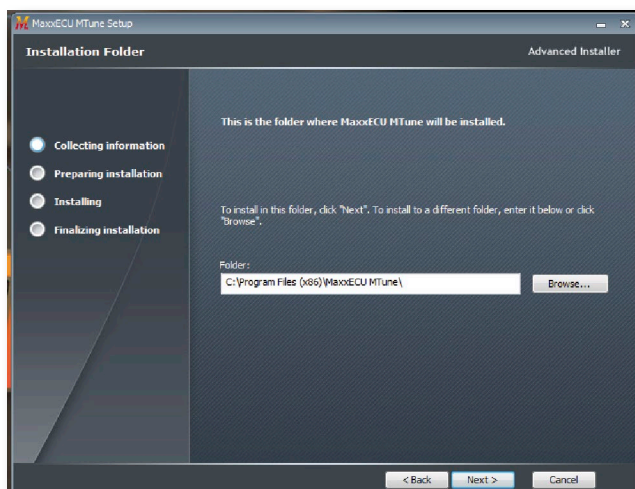 MaxxECU MTune Setup
Installation Folder
Advanced Installer
This is the folder where MaxxECU MTune will be installed.
Collecting information
Preparing installation
Installing
Finalizing installation
To install in this folder, click "Next". To install to a different folder, enter it below or click
"Browse".
Folder:
C:\Program Files (x86)\MaxxECU MTune\
Browse...
< Back
Next >
Cancel